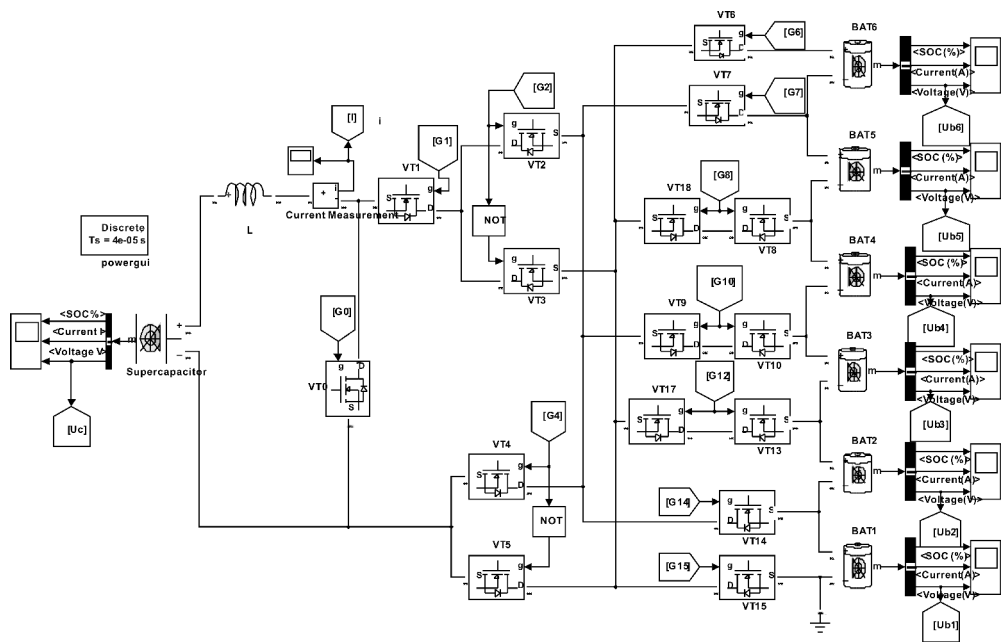 VT6
[G6]
BAT6
<SOC(%)>
<Current(A)>
<Voltage(V)>
[Ub6]
VT7
[G7]
BAT5
<SOC(%)>
<Current(A)>
<Voltage(V)>
[Ub5]
[G2]
VT2
[I]
i
[G1]
VT1
Current Measurement
L
NOT
VT3
Discrete
Ts = 4e-05 s
powergui
[G8]
VT18
VT8
BAT4
<SOC(%)>
<Current(A)>
<Voltage(V)>
[Ub4]
[G10]
VT9
VT10
BAT3
<SOC(%)>
<Current(A)>
<Voltage(V)>
[Ub3]
<SOC%>
<Current I>
<Voltage V>
m
Supercapacitor
[Uc]
[G0]
VT0
[G12]
VT17
VT13
BAT2
<SOC(%)>
<Current(A)>
<Voltage(V)>
[Ub2]
[G4]
VT4
NOT
VT5
[G14]
VT14
[G15]
VT15
BAT1
<SOC(%)>
<Current(A)>
<Voltage(V)>
[Ub1]